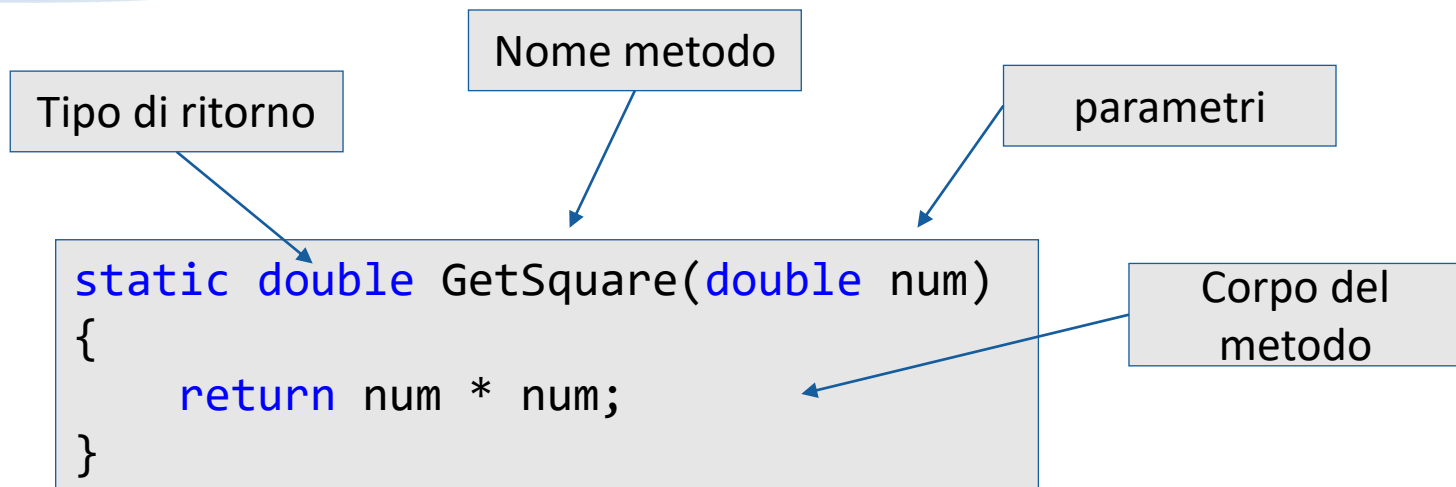 Nome metodo
Tipo di ritorno
parametri
static double GetSquare(double num)
{
return num * num;
}
Corpo del
metodo